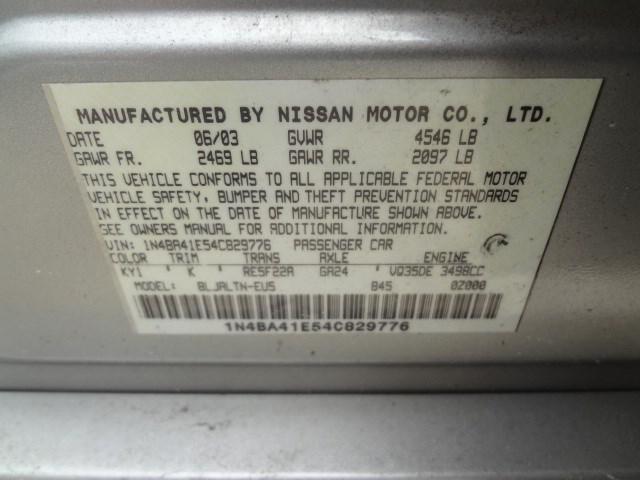 MANUFACTURED BY NISSAN MOTOR CO., LTD.
DATE 06/03 GVWR 4546 LB
GAWR FR. 2469 LB GAWR RR. 2097 LB
THIS VEHICLE CONFORMS TO ALL APPLICABLE FEDERAL MOTOR
VEHICLE SAFETY, BUMPER AND THEFT PREVENTION STANDARDS
IN EFFECT ON THE DATE OF MANUFACTURE SHOWN ABOVE.
SEE OWNERS MANUAL FOR ADDITIONAL INFORMATION.
VIN: 1N4BA41E54C829776 PASSENGER CAR
COLOR TRIM TRANS AXLE ENGINE
KY1 K RE5F22A GA24 VQ35DE 3498CC
MODEL: BLJALTN-EU5 B45 0Z000
1N4BA41E54C829776